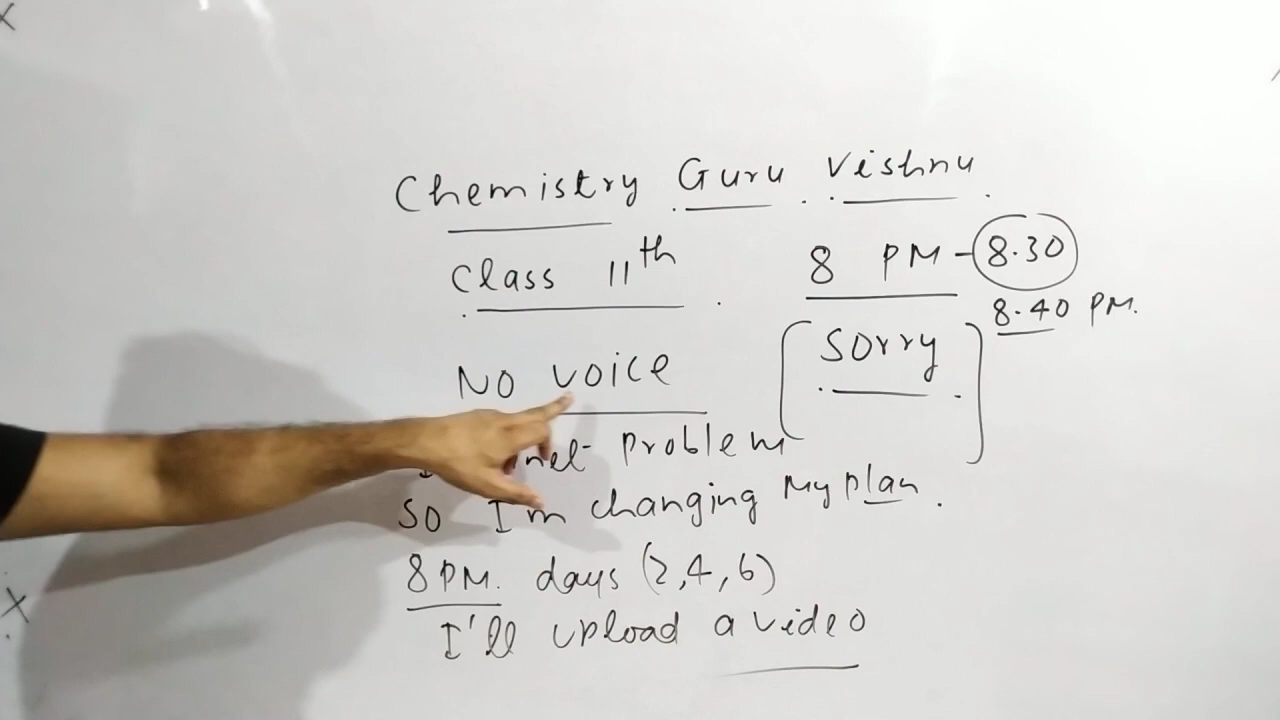 Chemistry Guru Vishnu
Class 11th 8 PM - 8.30
8.40 PM.
No voice [Sorry]
net problem
So I'm changing My plan.
8 PM. days (2,4,6)
I'll upload a video